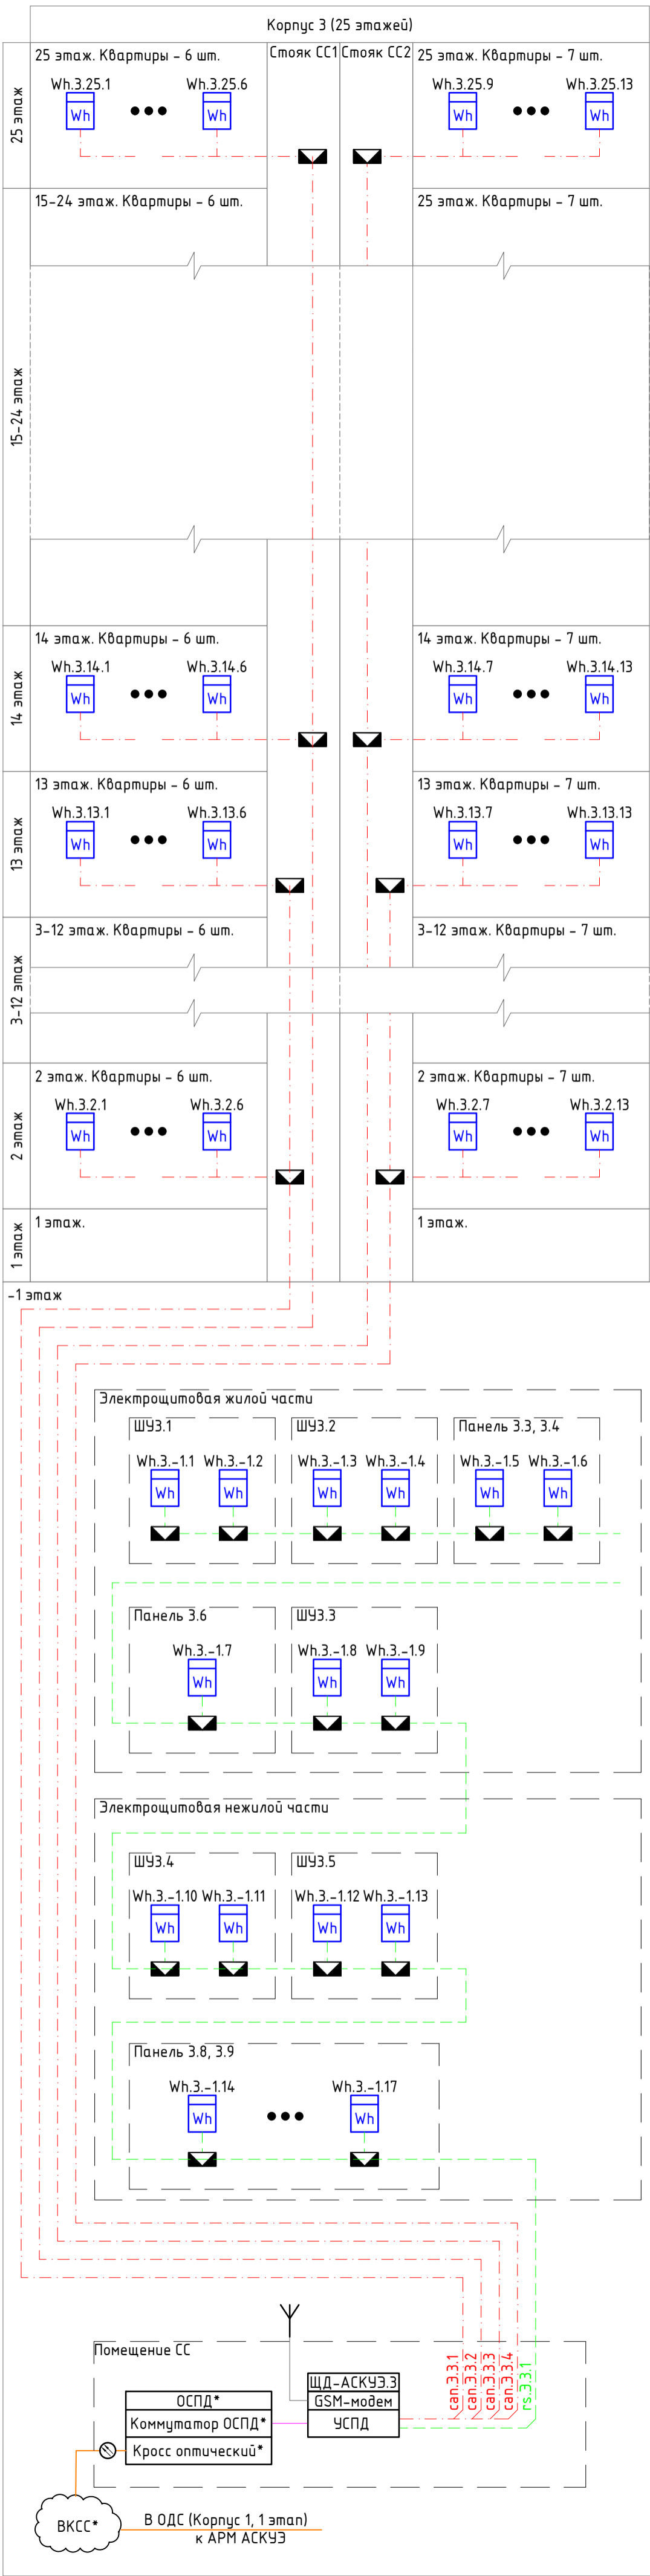 Корпус 3 (25 этажей)
25 этаж
25 этаж. Квартиры - 6 шт.
Стояк СС1
Стояк СС2
25 этаж. Квартиры - 7 шт.
Wh.3.25.1
Wh.3.25.6
Wh.3.25.9
Wh.3.25.13
Wh
Wh
Wh
Wh
15-24 этаж
15-24 этаж. Квартиры - 6 шт.
25 этаж. Квартиры - 7 шт.
14 этаж
14 этаж. Квартиры - 6 шт.
14 этаж. Квартиры - 7 шт.
Wh.3.14.1
Wh.3.14.6
Wh.3.14.7
Wh.3.14.13
Wh
Wh
Wh
Wh
13 этаж
13 этаж. Квартиры - 6 шт.
13 этаж. Квартиры - 7 шт.
Wh.3.13.1
Wh.3.13.6
Wh.3.13.7
Wh.3.13.13
Wh
Wh
Wh
Wh
3-12 этаж
3-12 этаж. Квартиры - 6 шт.
3-12 этаж. Квартиры - 7 шт.
2 этаж
2 этаж. Квартиры - 6 шт.
2 этаж. Квартиры - 7 шт.
Wh.3.2.1
Wh.3.2.6
Wh.3.2.7
Wh.3.2.13
Wh
Wh
Wh
Wh
1 этаж
1 этаж.
1 этаж.
-1 этаж
Электрощитовая жилой части
ШУ3.1
ШУ3.2
Панель 3.3, 3.4
Wh.3.-1.1
Wh.3.-1.2
Wh.3.-1.3
Wh.3.-1.4
Wh.3.-1.5
Wh.3.-1.6
Wh
Wh
Wh
Wh
Wh
Wh
Панель 3.6
ШУ3.3
Wh.3.-1.7
Wh.3.-1.8
Wh.3.-1.9
Wh
Wh
Wh
Электрощитовая нежилой части
ШУ3.4
ШУ3.5
Wh.3.-1.10
Wh.3.-1.11
Wh.3.-1.12
Wh.3.-1.13
Wh
Wh
Wh
Wh
Панель 3.8, 3.9
Wh.3.-1.14
Wh.3.-1.17
Wh
Wh
Помещение СС
can.Э.3.1
can.Э.3.2
can.Э.3.3
can.Э.3.4
rs.Э.3.1
ЩД-АСКУЭ.3
GSM-модем
УСПД
ОСПД*
Коммутатор ОСПД*
Кросс оптический*
ВКСС*
В ОДС (Корпус 1, 1 этап)
к АРМ АСКУЭ